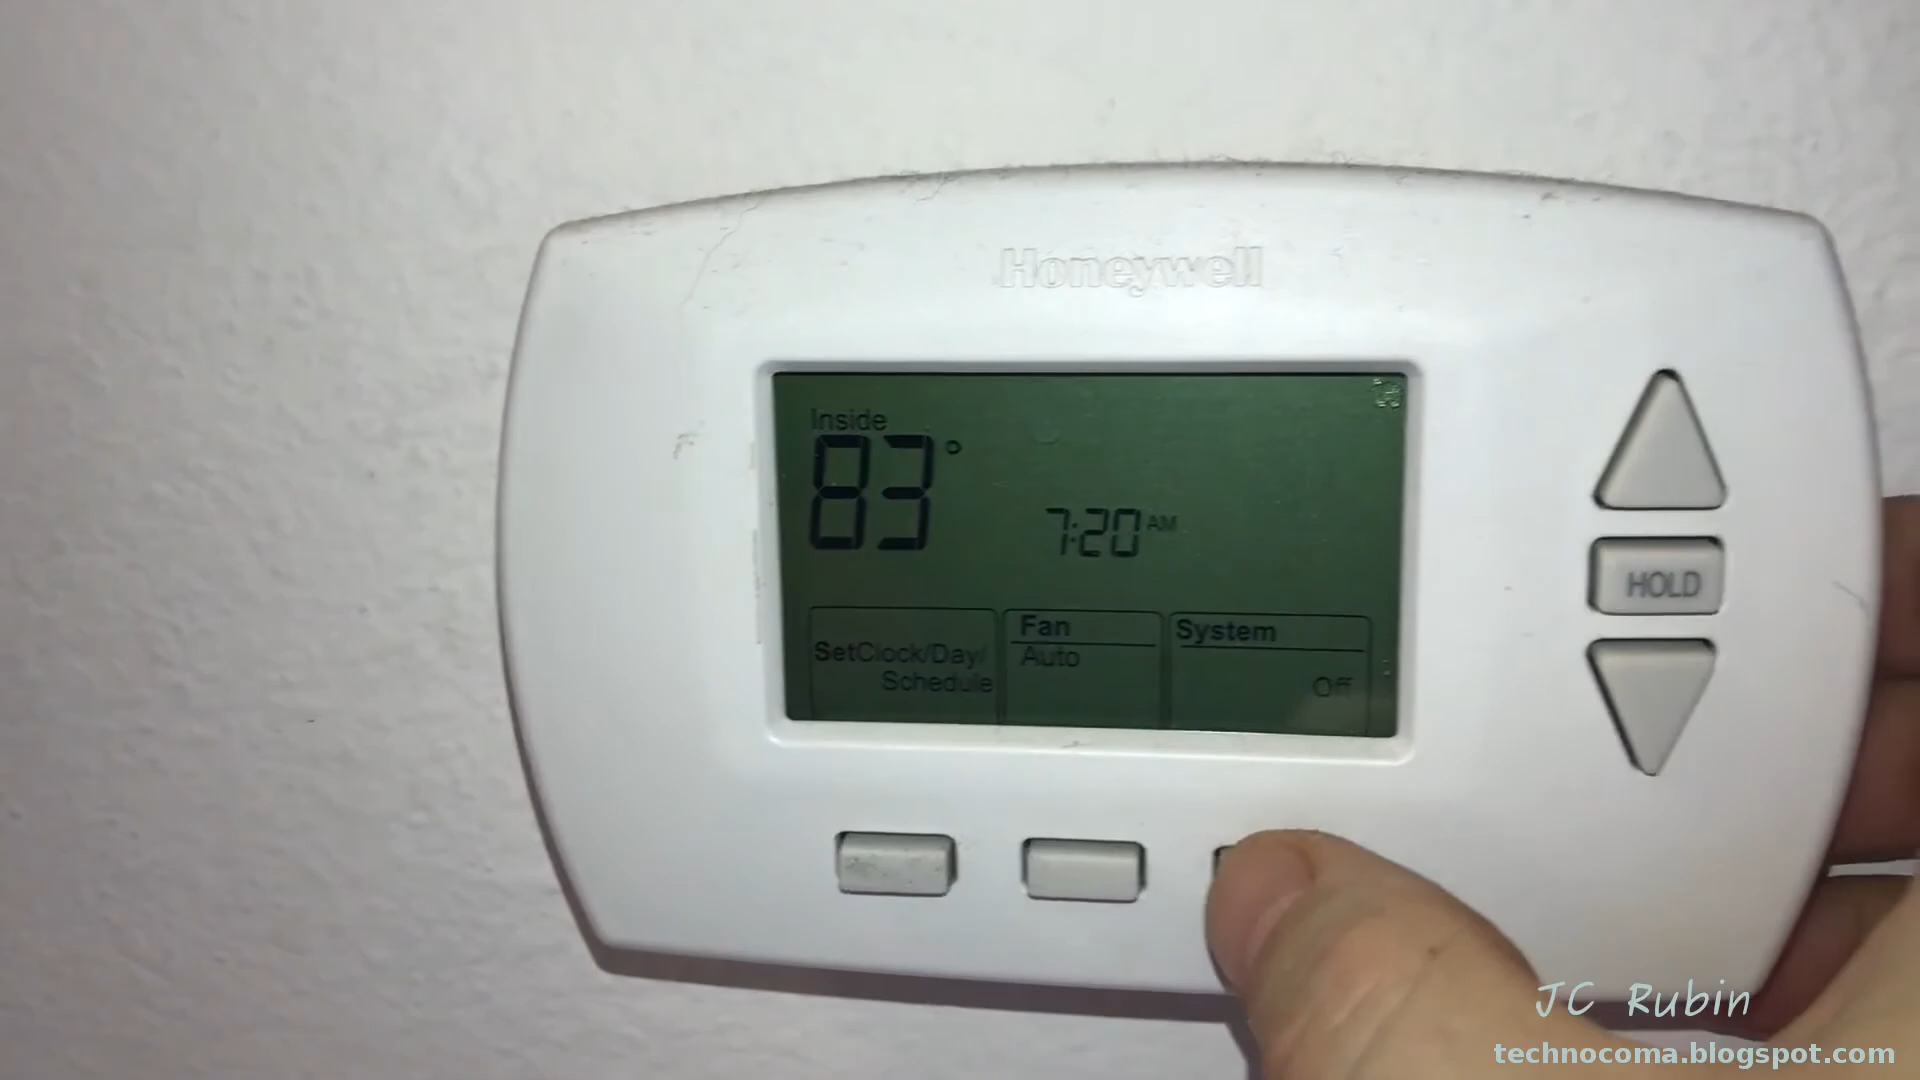 Honeywell
Inside
83°
7:20 AM
SetClock/Day/
Schedule
Fan
Auto
System
Off
HOLD
JC Rubin
technocoma.blogspot.com